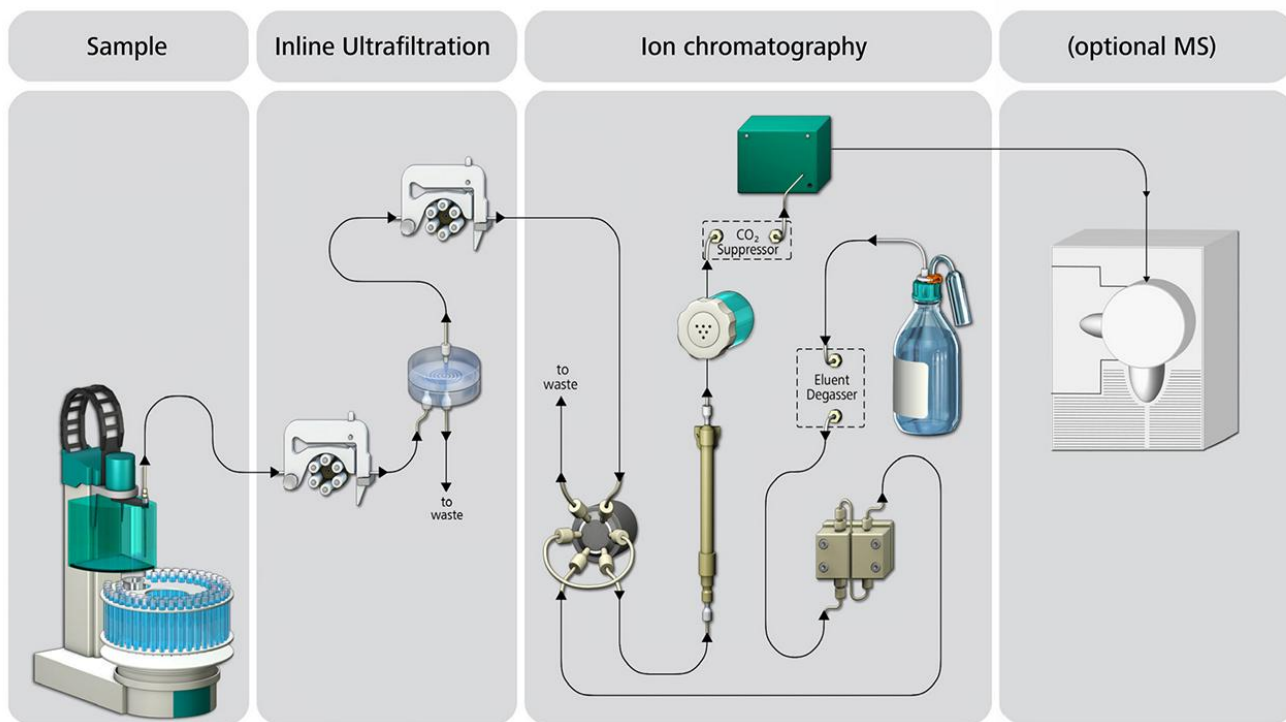 Sample
Inline Ultrafiltration
Ion chromatography
(optional MS)
CO₂
Suppressor
Eluent
Degasser
to
waste
to
waste